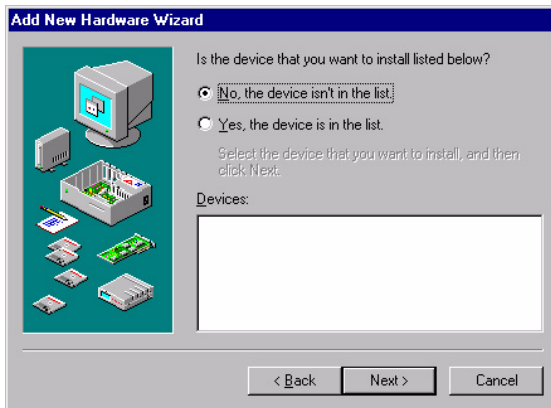 Add New Hardware Wizard
Is the device that you want to install listed below?
No, the device isn't in the list.
Yes, the device is in the list.
Select the device that you want to install, and then
click Next.
Devices:
< Back
Next >
Cancel